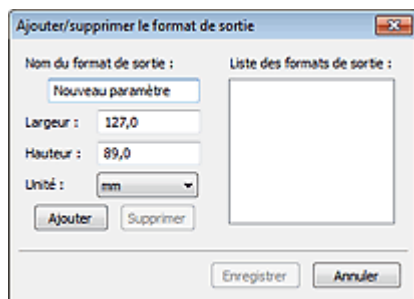 Ajouter/supprimer le format de sortie
Nom du format de sortie :
Nouveau paramètre
Largeur : 127,0
Hauteur : 89,0
Unité : mm
Ajouter Supprimer
Liste des formats de sortie :
Enregistrer Annuler